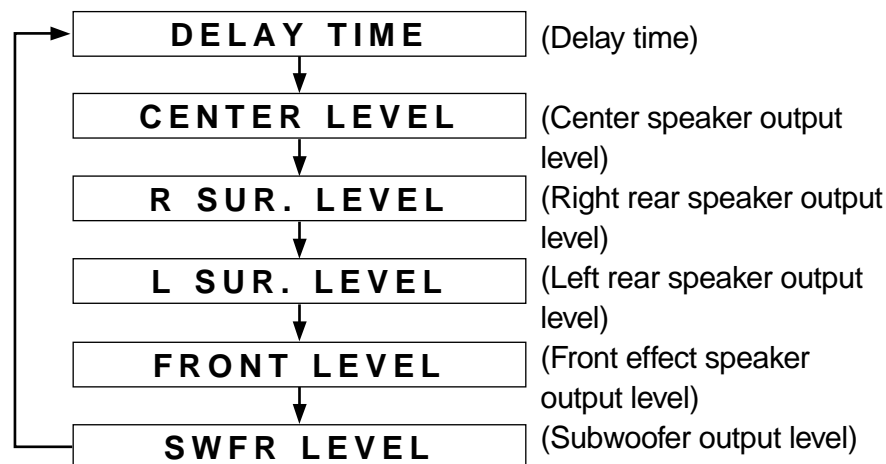 DELAY TIME (Delay time)
CENTER LEVEL (Center speaker output
level)
R SUR. LEVEL (Right rear speaker output
level)
L SUR. LEVEL (Left rear speaker output
level)
FRONT LEVEL (Front effect speaker
output level)
SWFR LEVEL (Subwoofer output level)